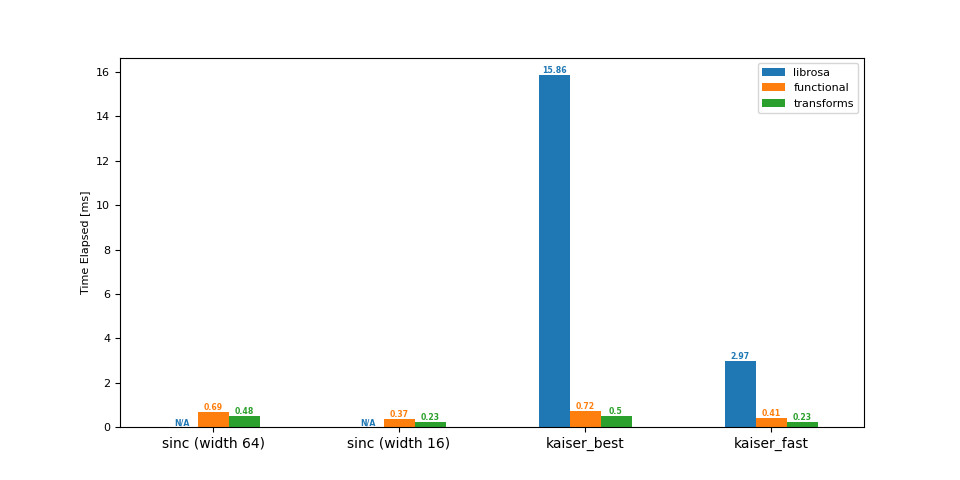 librosa
functional
transforms
Time Elapsed [ms]
16
14
12
10
8
6
4
2
0
N/A 0.69 0.48
N/A 0.37 0.23
15.86 0.72 0.5
2.97 0.41 0.23
sinc (width 64) sinc (width 16) kaiser_best kaiser_fast